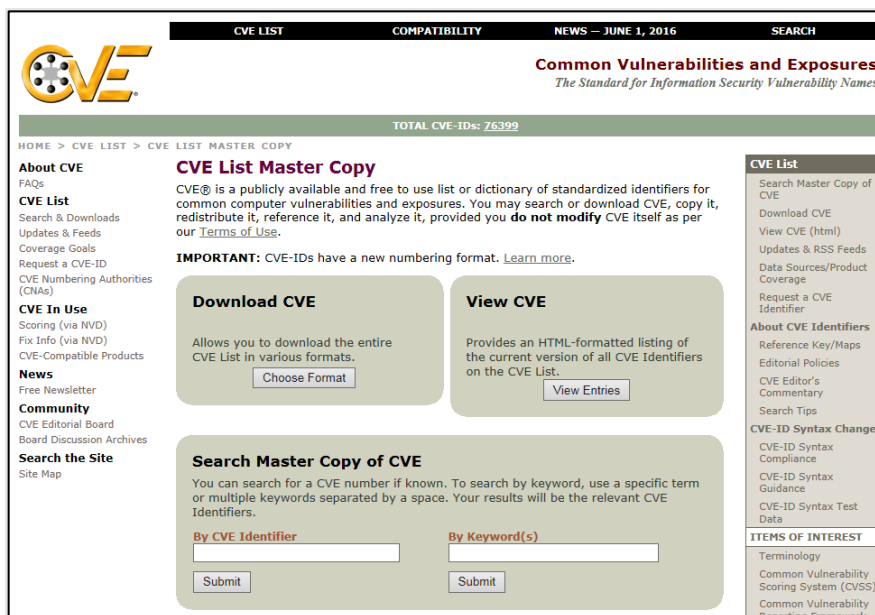 CVE LIST COMPATIBILITY NEWS — JUNE 1, 2016 SEARCH
CVE
Common Vulnerabilities and Exposures
The Standard for Information Security Vulnerability Names
TOTAL CVE-IDs: 76399
HOME > CVE LIST > CVE LIST MASTER COPY
About CVE
FAQs
CVE List
Search & Downloads
Updates & Feeds
Coverage Goals
Request a CVE-ID
CVE Numbering Authorities
(CNAs)
CVE In Use
Scoring (via NVD)
Fix Info (via NVD)
CVE-Compatible Products
News
Free Newsletter
Community
CVE Editorial Board
Board Discussion Archives
Search the Site
Site Map
CVE List Master Copy
CVE® is a publicly available and free to use list or dictionary of standardized identifiers for
common computer vulnerabilities and exposures. You may search or download CVE, copy it,
redistribute it, reference it, and analyze it, provided you do not modify CVE itself as per
our Terms of Use.
IMPORTANT: CVE-IDs have a new numbering format. Learn more.
Download CVE
Allows you to download the entire
CVE List in various formats.
Choose Format
View CVE
Provides an HTML-formatted listing of
the current version of all CVE Identifiers
on the CVE List.
View Entries
Search Master Copy of CVE
You can search for a CVE number if known. To search by keyword, use a specific term
or multiple keywords separated by a space. Your results will be the relevant CVE
Identifiers.
By CVE Identifier
Submit
By Keyword(s)
Submit
CVE List
Search Master Copy of
CVE
Download CVE
View CVE (html)
Updates & RSS Feeds
Data Sources/Product
Coverage
Request a CVE
Identifier
About CVE Identifiers
Reference Key/Maps
Editorial Policies
CVE Editor's
Commentary
Search Tips
CVE-ID Syntax Change
CVE-ID Syntax
Compliance
CVE-ID Syntax
Guidance
CVE-ID Syntax Test
Data
ITEMS OF INTEREST
Terminology
Common Vulnerability
Scoring System (CVSS)
Common Vulnerability